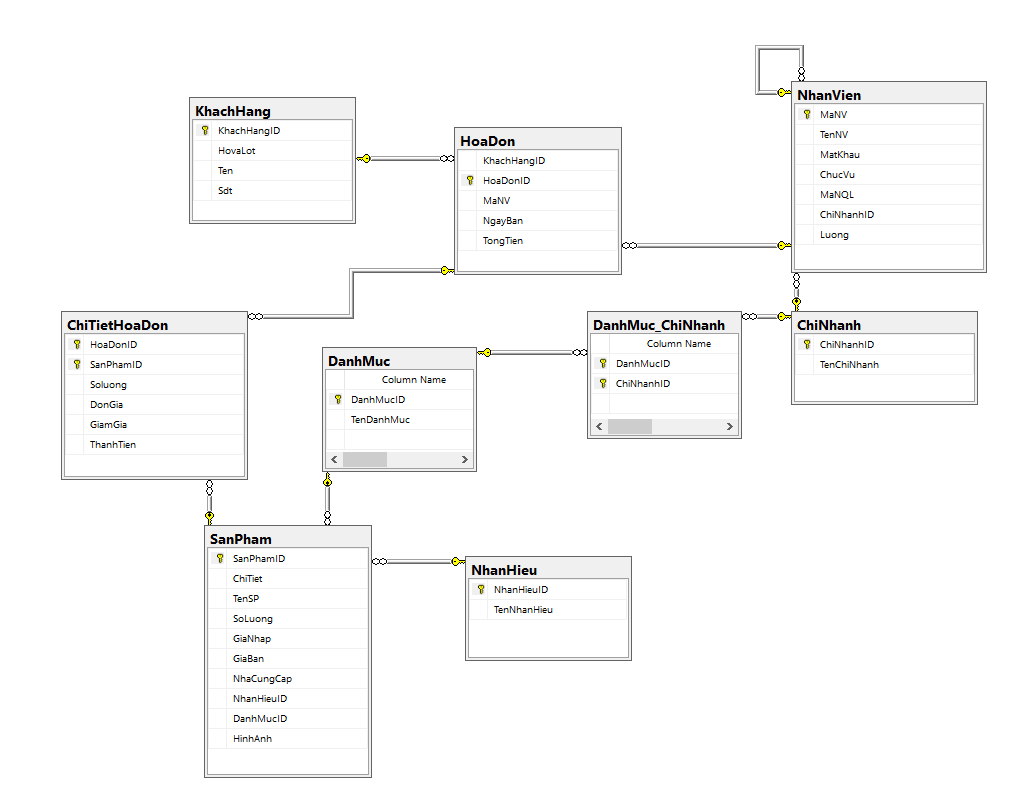 KhachHang
KhachHangID
HovaLot
Ten
Sdt
HoaDon
KhachHangID
HoaDonID
MaNV
NgayBan
TongTien
NhanVien
MaNV
TenNV
MatKhau
ChucVu
MaNQL
ChiNhanhID
Luong
ChiTietHoaDon
HoaDonID
SanPhamID
Soluong
DonGia
GiamGia
ThanhTien
DanhMuc
Column Name
DanhMucID
TenDanhMuc
DanhMuc_ChiNhanh
Column Name
DanhMucID
ChiNhanhID
ChiNhanh
ChiNhanhID
TenChiNhanh
SanPham
SanPhamID
ChiTiet
TenSP
SoLuong
GiaNhap
GiaBan
NhaCungCap
NhanHieuID
DanhMucID
HinhAnh
NhanHieu
NhanHieuID
TenNhanHieu